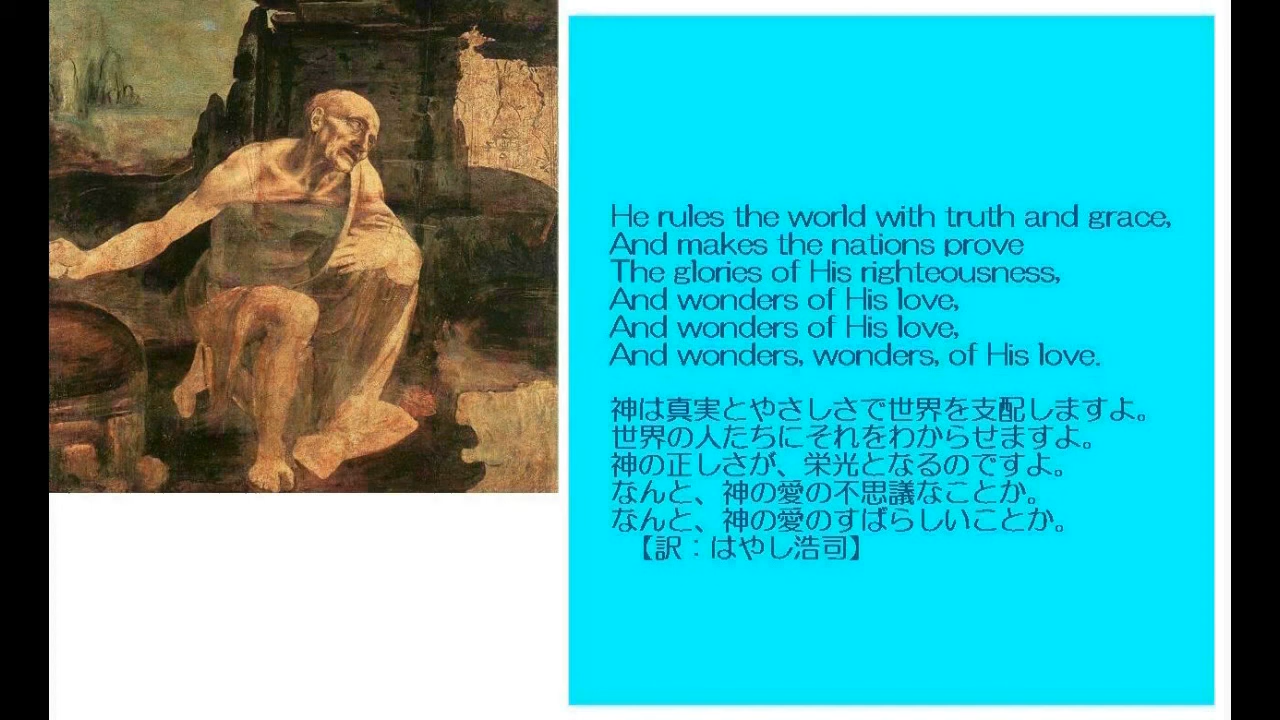 He rules the world with truth and grace,
And makes the nations prove
The glories of His righteousness,
And wonders of His love,
And wonders of His love,
And wonders, wonders, of His love.
神は真実とやさしさで世界を支配しますよ。
世界の人たちにそれをわからせますよ。
神の正しさが、栄光となるのですよ。
なんと、神の愛の不思議なことか。
なんと、神の愛のすばらしいことか。
【訳：はやし浩司】